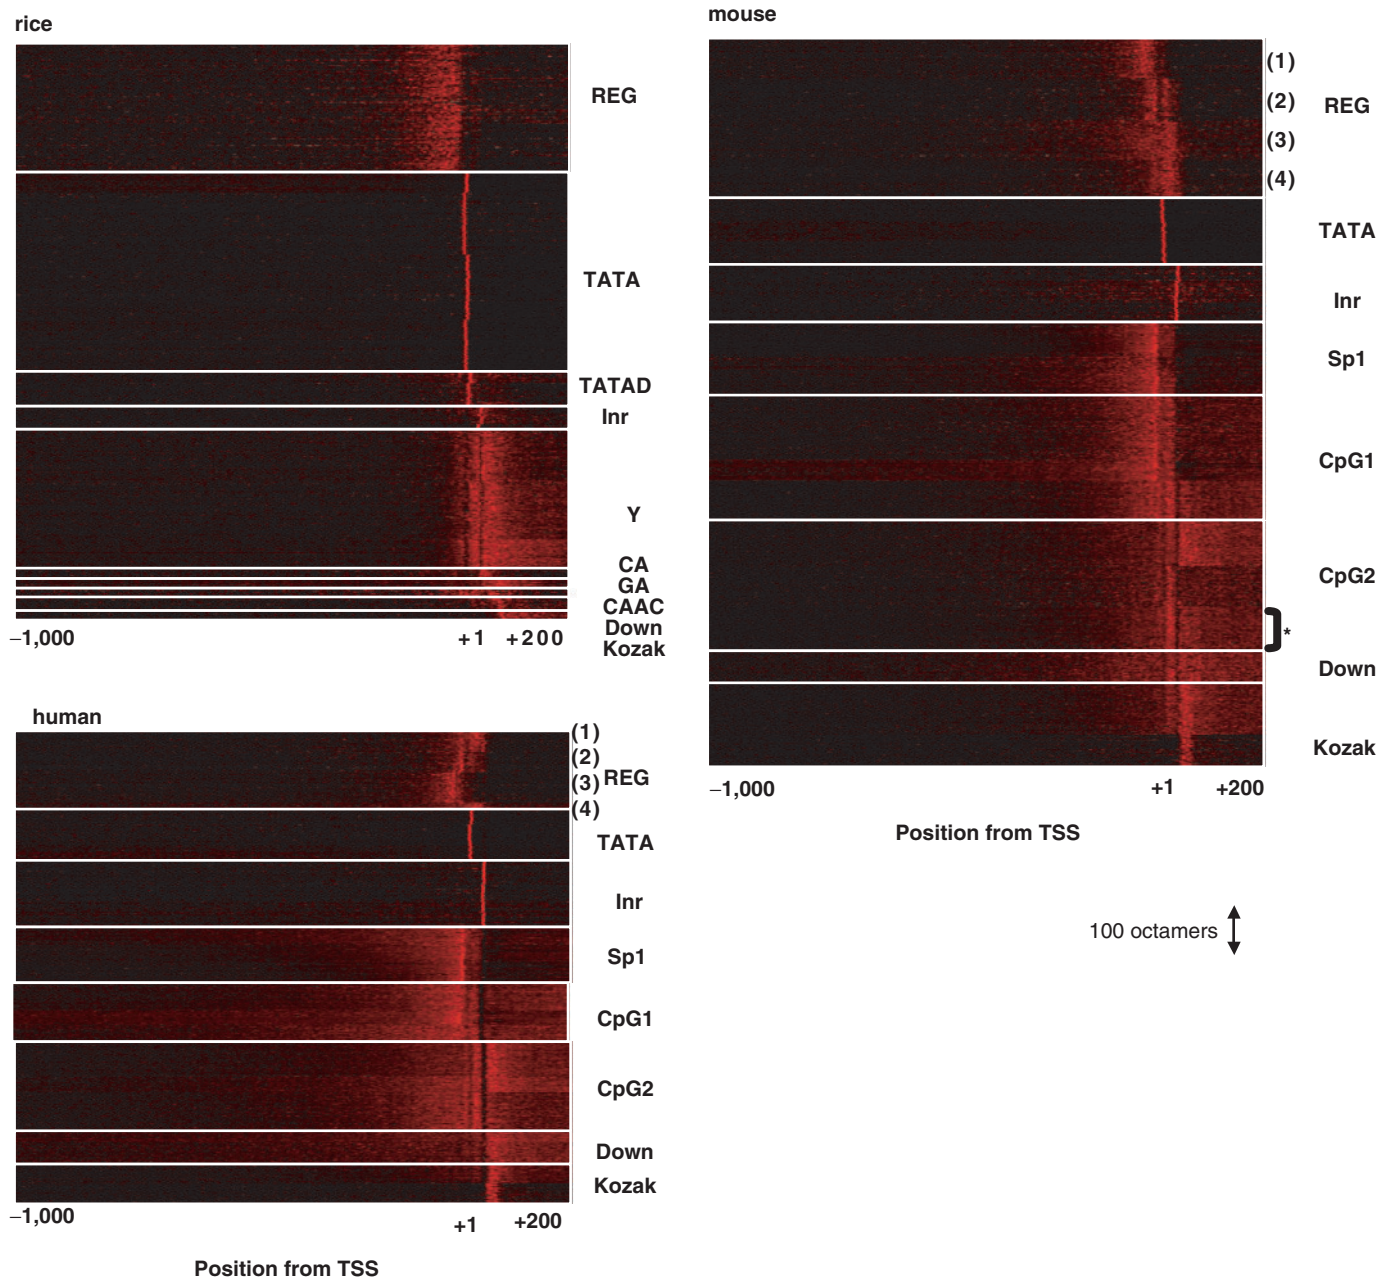 rice
REG
TATA
TATAD
Inr
Y
CA
GA
CAAC
Down
Kozak
–1,000
+1
+200
mouse
(1)
(2)
REG
(3)
(4)
TATA
Inr
Sp1
CpG1
CpG2
*
Down
Kozak
–1,000
+1
+200
Position from TSS
100 octamers
human
(1)
(2)
(3) REG
(4)
TATA
Inr
Sp1
CpG1
CpG2
Down
Kozak
–1,000
+1
+200
Position from TSS